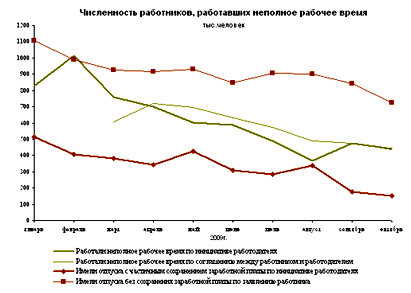 Численность работников, работавших неполное рабочее время
тыс.человек
1200
1100
1000
900
800
700
600
500
400
300
200
100
0
январь
февраль
март
апрель
май
июнь
июль
август
сентябрь
октябрь
2009г.
Работали неполное рабочее время по инициативе работодателя
Работали неполное рабочее время по соглашению между работником и работодателем
Имели отпуска с частичным сохранением заработной платы по инициативе работодателя
Имели отпуска без сохранения заработной платы по заявлению работника